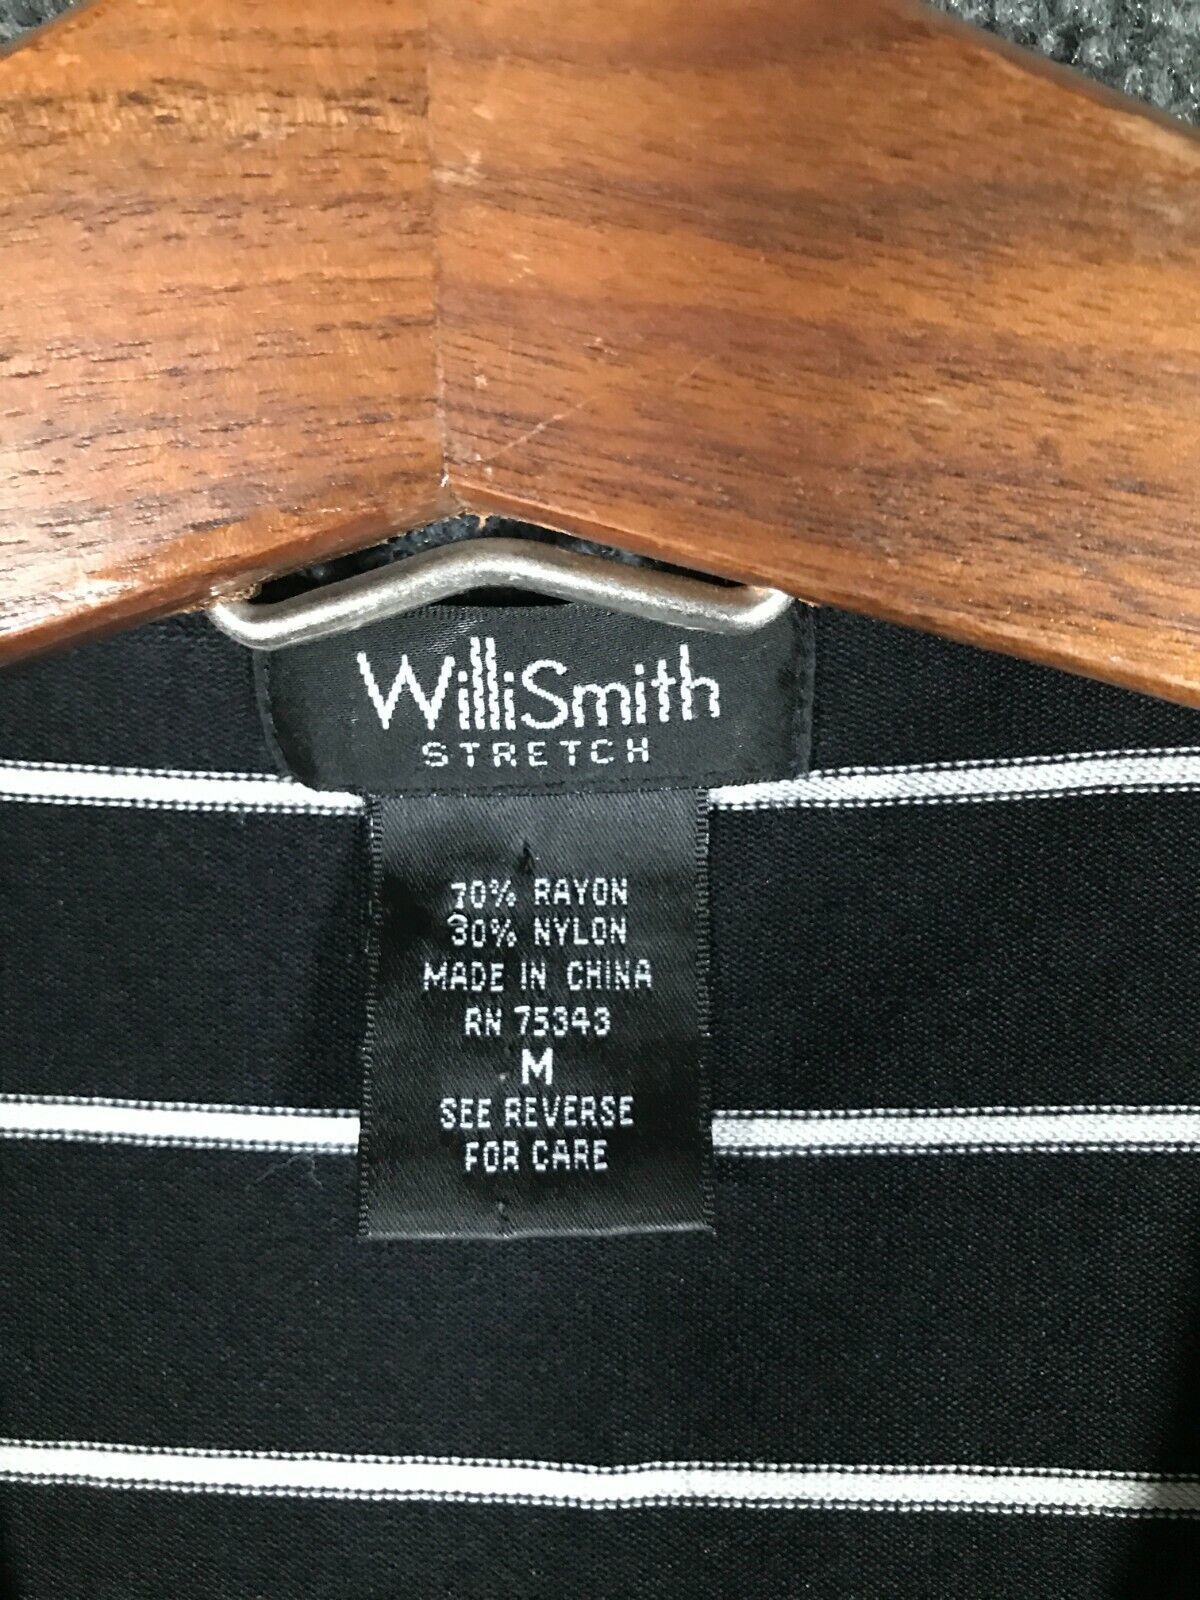 WilliSmith
STRETCH
70% RAYON
30% NYLON
MADE IN CHINA
RN 75343
M
SEE REVERSE
FOR CARE